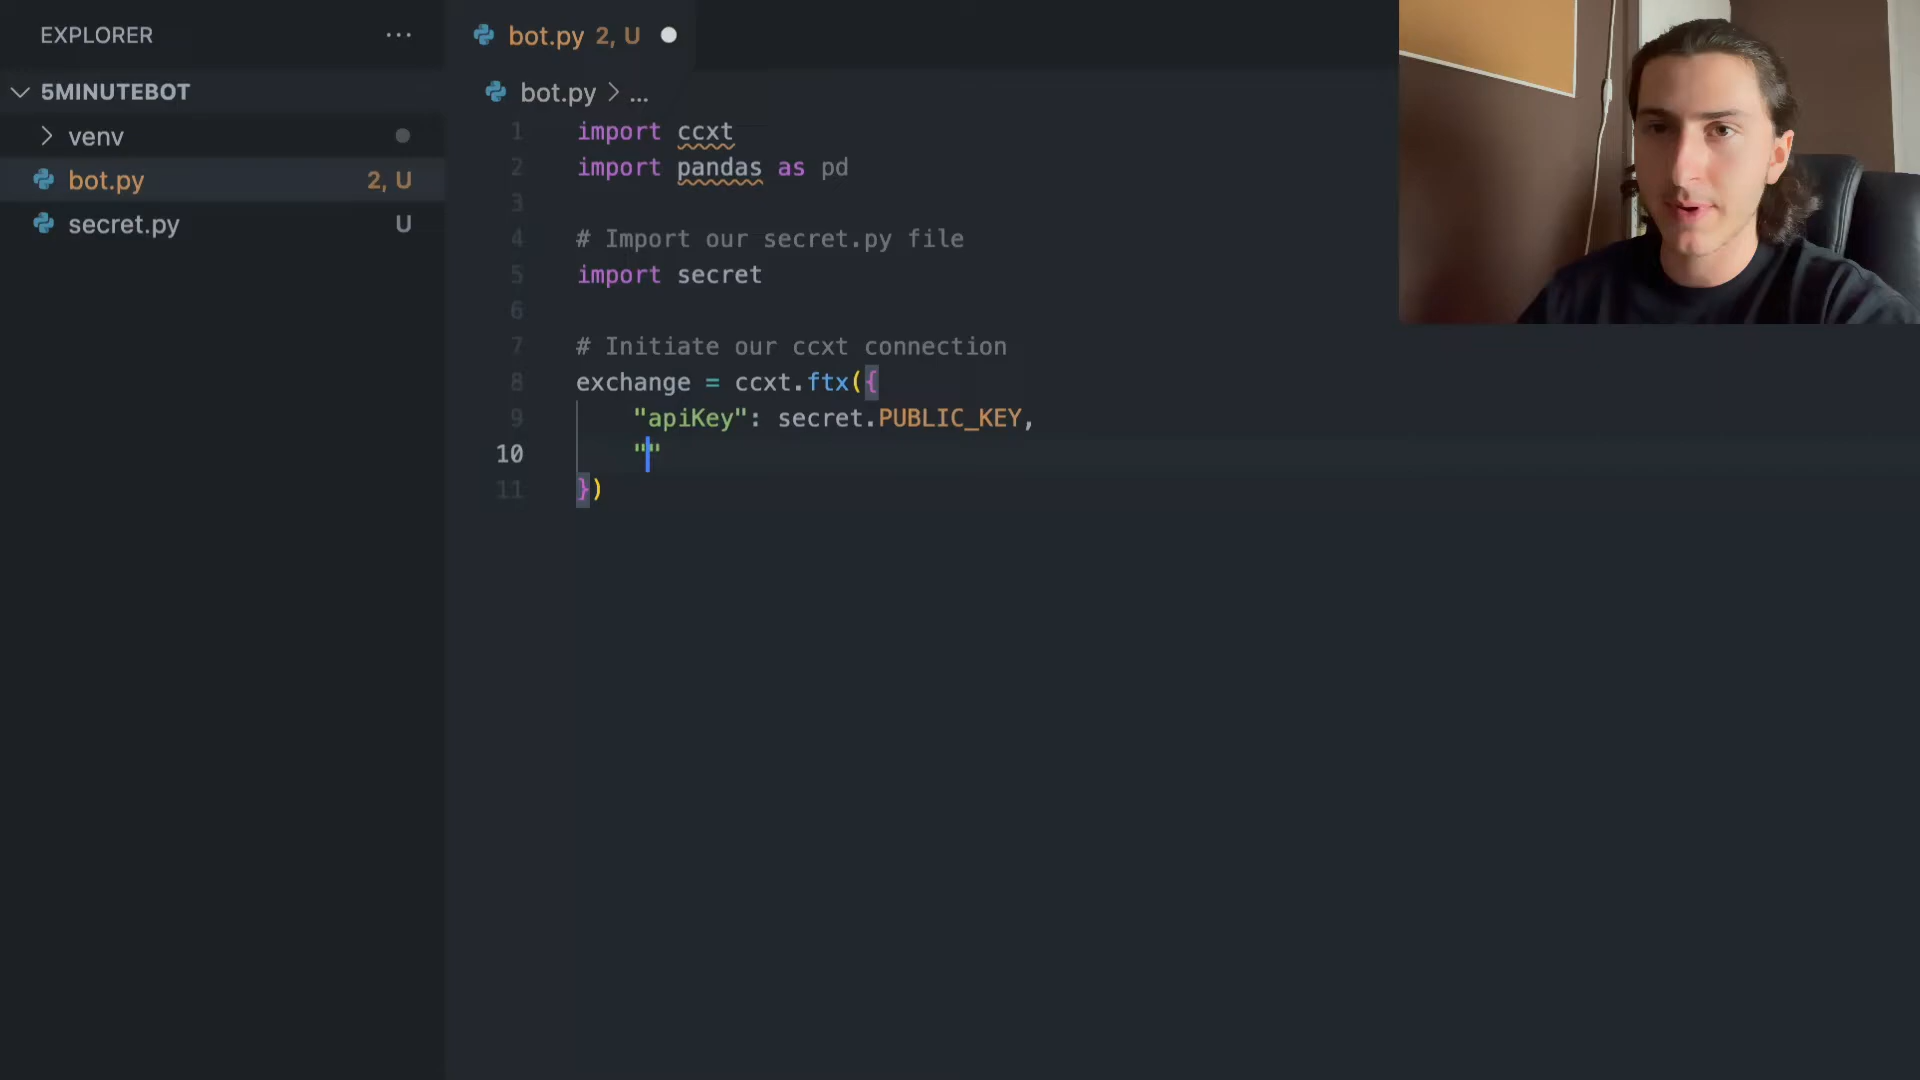 EXPLORER
5MINUTEBOT
venv
bot.py 2, U
secret.py U
bot.py 2, U
bot.py > ...
1 import ccxt
2 import pandas as pd
3
4 # Import our secret.py file
5 import secret
6
7 # Initiate our ccxt connection
8 exchange = ccxt.ftx({
9 "apiKey": secret.PUBLIC_KEY,
10 ""
11 })